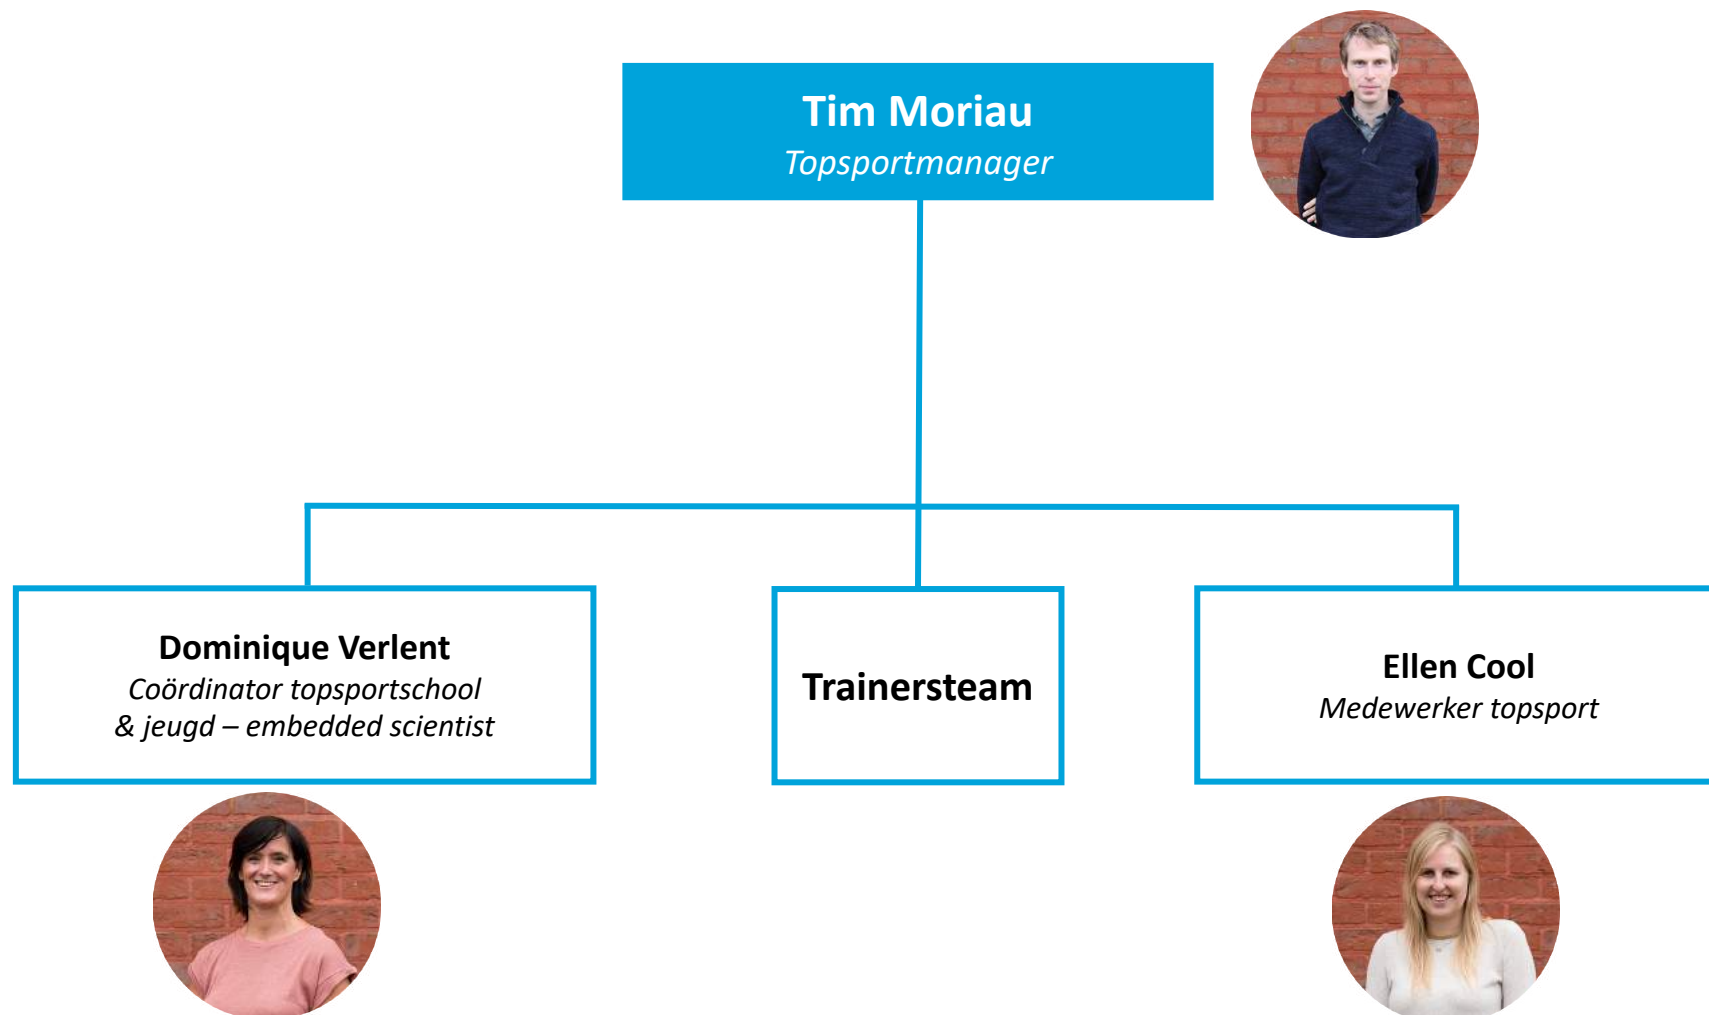 Tim Moriau
Topsportmanager
Dominique Verlent
Coördinator topsportschool
& jeugd – embedded scientist
Trainersteam
Ellen Cool
Medewerker topsport